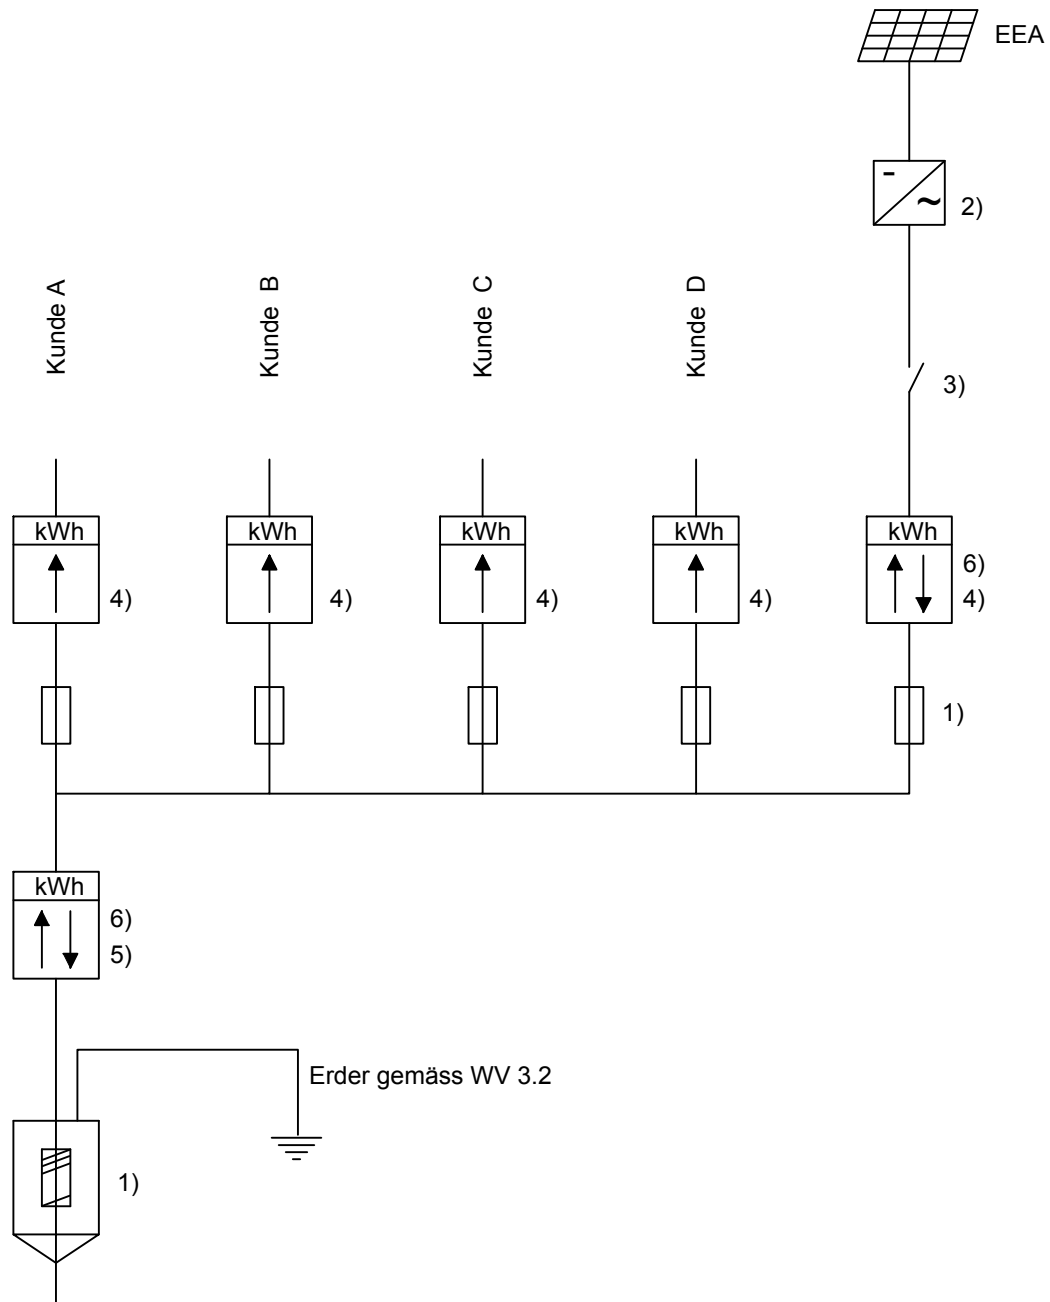 EEA
-
~
2)
Kunde A
Kunde B
Kunde C
Kunde D
3)
kWh
4)
kWh
4)
kWh
4)
kWh
4)
kWh
6)
4)
1)
kWh
6)
5)
Erder gemäss WV 3.2
1)